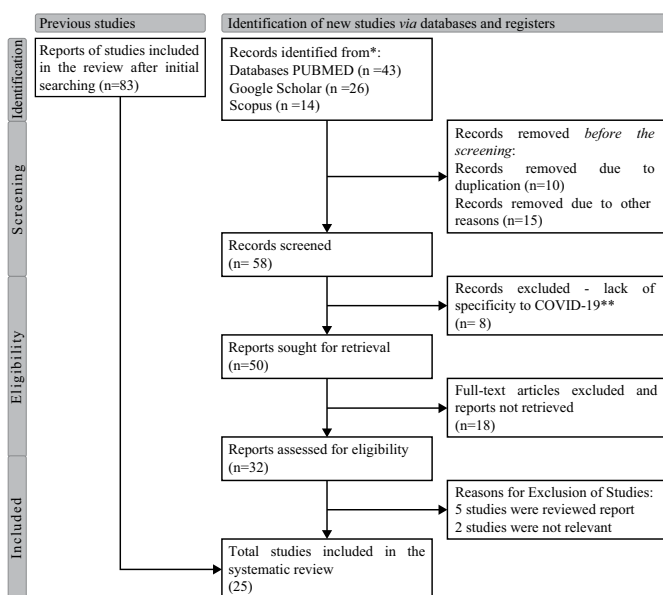 Previous studies
Identification of new studies via databases and registers
Identification
Reports of studies included
in the review after initial
searching (n=83)
Records identified from*:
Databases PUBMED (n =43)
Google Scholar (n =26)
Scopus (n =14)
Screening
Records removed before the
screening:
Records removed due to
duplication (n=10)
Records removed due to other
reasons (n=15)
Records screened
(n= 58)
Records excluded - lack of
specificity to COVID-19**
(n= 8)
Eligibility
Reports sought for retrieval
(n=50)
Full-text articles excluded and
reports not retrieved
(n=18)
Reports assessed for eligibility
(n=32)
Included
Reasons for Exclusion of Studies:
5 studies were reviewed report
2 studies were not relevant
Total studies included in the
systematic review
(25)